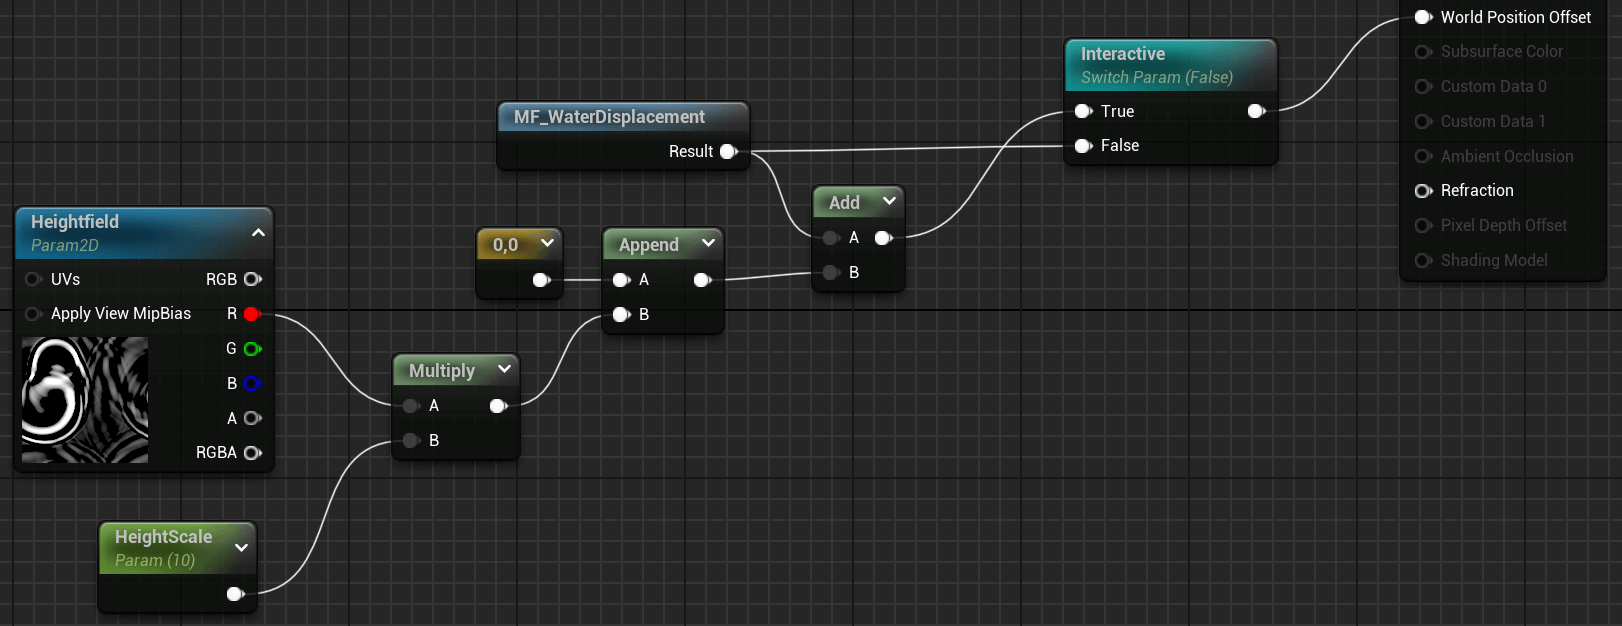 World Position Offset
Subsurface Color
Custom Data 0
Custom Data 1
Ambient Occlusion
Refraction
Pixel Depth Offset
Shading Model
Interactive
Switch Param (False)
True
False
MF_WaterDisplacement
Result
Add
A
B
Heightfield
Param2D
UVs RGB
Apply View MipBias R
G
B
A
RGBA
0,0
Append
A
B
Multiply
A
B
HeightScale
Param (10)